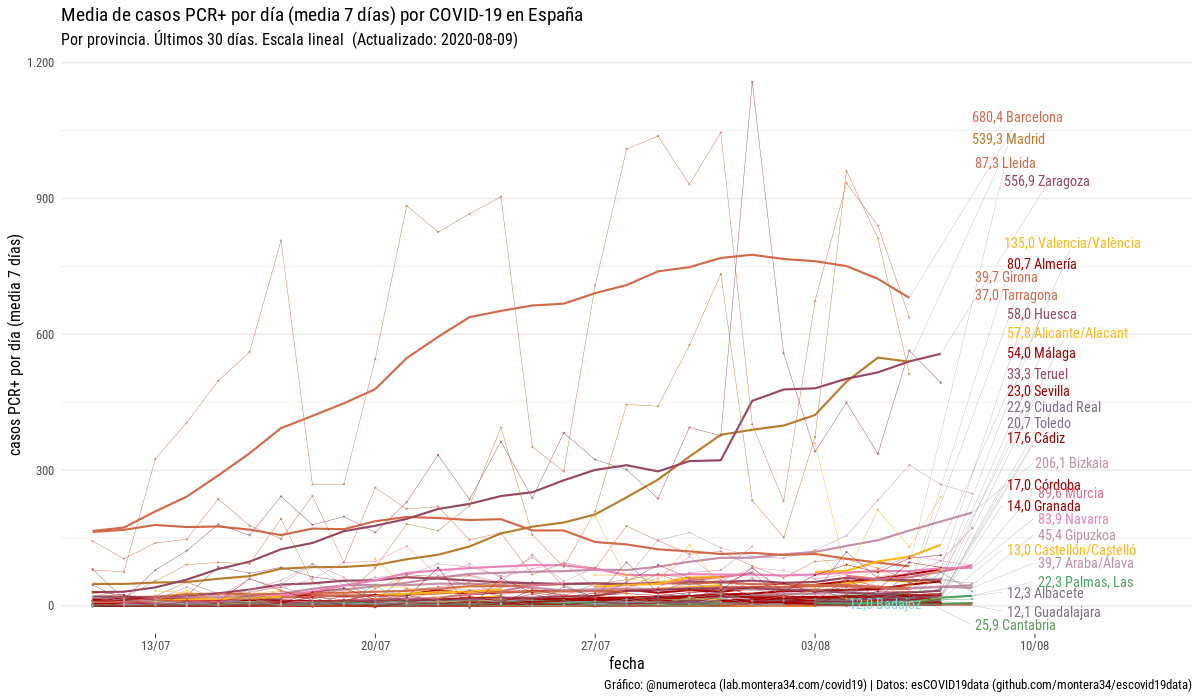 Media de casos PCR+ por día (media 7 días) por COVID-19 en España
Por provincia. Últimos 30 días. Escala lineal (Actualizado: 2020-08-09)
casos PCR+ por día (media 7 días)
1.200
900
600
300
0
680,4 Barcelona
539,3 Madrid
87,3 Lleida
556,9 Zaragoza
135,0 Valencia/València
80,7 Almería
39,7 Girona
37,0 Tarragona
58,0 Huesca
57,8 Alicante/Alacant
54,0 Málaga
33,3 Teruel
23,0 Sevilla
22,9 Ciudad Real
20,7 Toledo
17,6 Cádiz
206,1 Bizkaia
17,0 Córdoba
89,6 Murcia
14,0 Granada
83,9 Navarra
45,4 Gipuzkoa
13,0 Castellón/Castelló
39,7 Araba/Álava
22,3 Palmas, Las
12,3 Albacete
Badajoz
12,1 Guadalajara
25,9 Cantabria
13/07
20/07
27/07
03/08
10/08
fecha
Gráfico: @numeroteca (lab.montera34.com/covid19) | Datos: esCOVID19data (github.com/montera34/escovid19data)